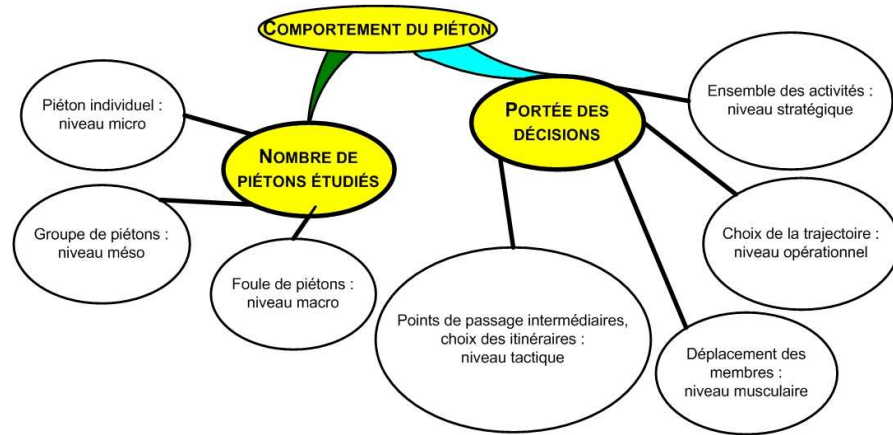 COMPORTEMENT DU PIÉTON
Piéton individuel :
niveau micro
NOMBRE DE
PIÉTONS ÉTUDIÉS
Groupe de piétons :
niveau méso
Foule de piétons :
niveau macro
PORTÉE DES
DÉCISIONS
Ensemble des activités :
niveau stratégique
Choix de la trajectoire :
niveau opérationnel
Points de passage intermédiaires,
choix des itinéraires :
niveau tactique
Déplacement des
membres :
niveau musculaire